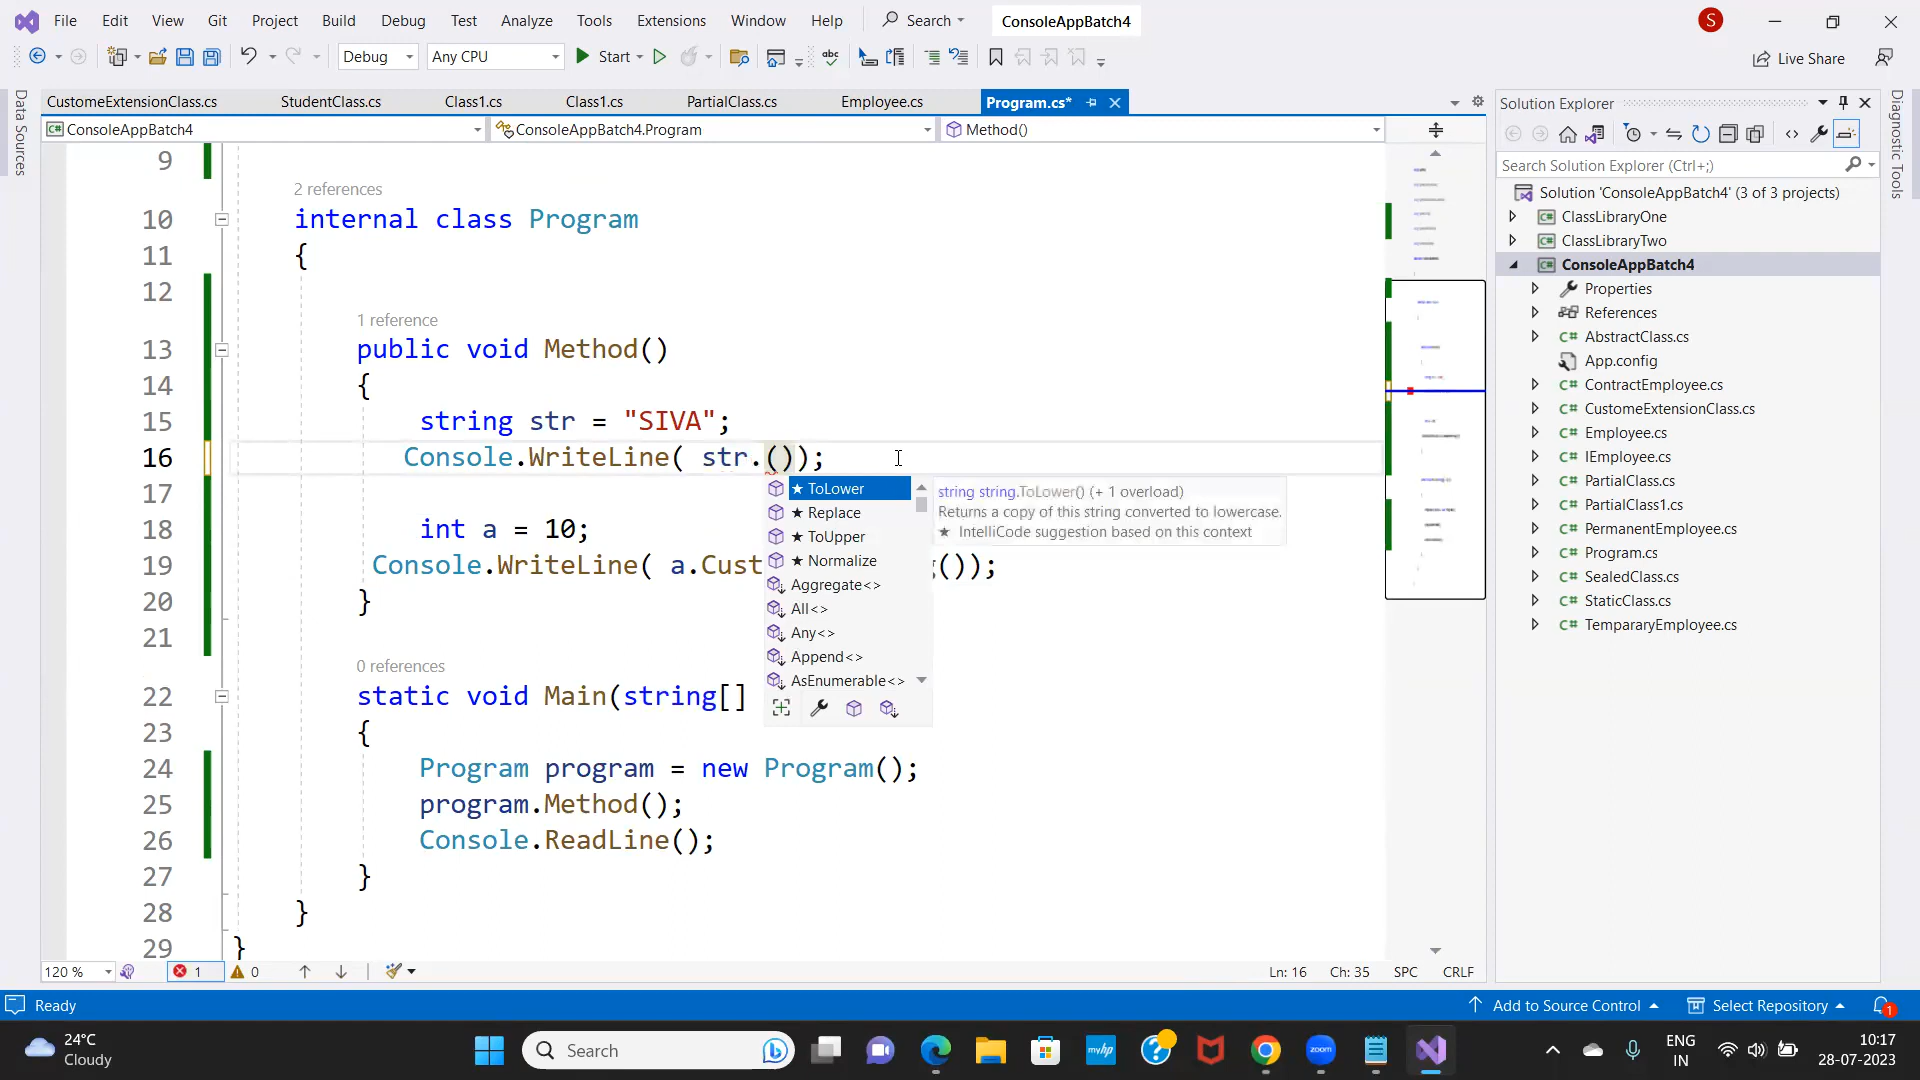 File Edit View Git Project Build Debug Test Analyze Tools Extensions Window Help Search ConsoleAppBatch4 S
Debug Any CPU Start Live Share
CustomeExtensionClass.cs StudentClass.cs Class1.cs Class1.cs PartialClass.cs Employee.cs Program.cs*
ConsoleAppBatch4 ConsoleAppBatch4.Program Method()
Data Sources
9
2 references
10 internal class Program
11 {
12
1 reference
13 public void Method()
14 {
15 string str = "SIVA";
16 Console.WriteLine( str.());
17
18 int a = 10;
19 Console.WriteLine( a.Cust ());
20 }
21
0 references
22 static void Main(string[]
23 {
24 Program program = new Program();
25 program.Method();
26 Console.ReadLine();
27 }
28 }
29 }
★ ToLower
★ Replace
★ ToUpper
★ Normalize
Aggregate<>
All<>
Any<>
Append<>
AsEnumerable<>
string string.ToLower() (+ 1 overload)
Returns a copy of this string converted to lowercase.
★ IntelliCode suggestion based on this context
Solution Explorer
Search Solution Explorer (Ctrl+;)
Solution 'ConsoleAppBatch4' (3 of 3 projects)
ClassLibraryOne
ClassLibraryTwo
ConsoleAppBatch4
Properties
References
AbstractClass.cs
App.config
ContractEmployee.cs
CustomeExtensionClass.cs
Employee.cs
IEmployee.cs
PartialClass.cs
PartialClass1.cs
PermanentEmployee.cs
Program.cs
SealedClass.cs
StaticClass.cs
TempararyEmployee.cs
Diagnostic Tools
120 % 1 0 Ln: 16 Ch: 35 SPC CRLF
Ready Add to Source Control Select Repository 1
24°C
Cloudy
Search
myhp
zoom
ENG
IN
10:17
28-07-2023